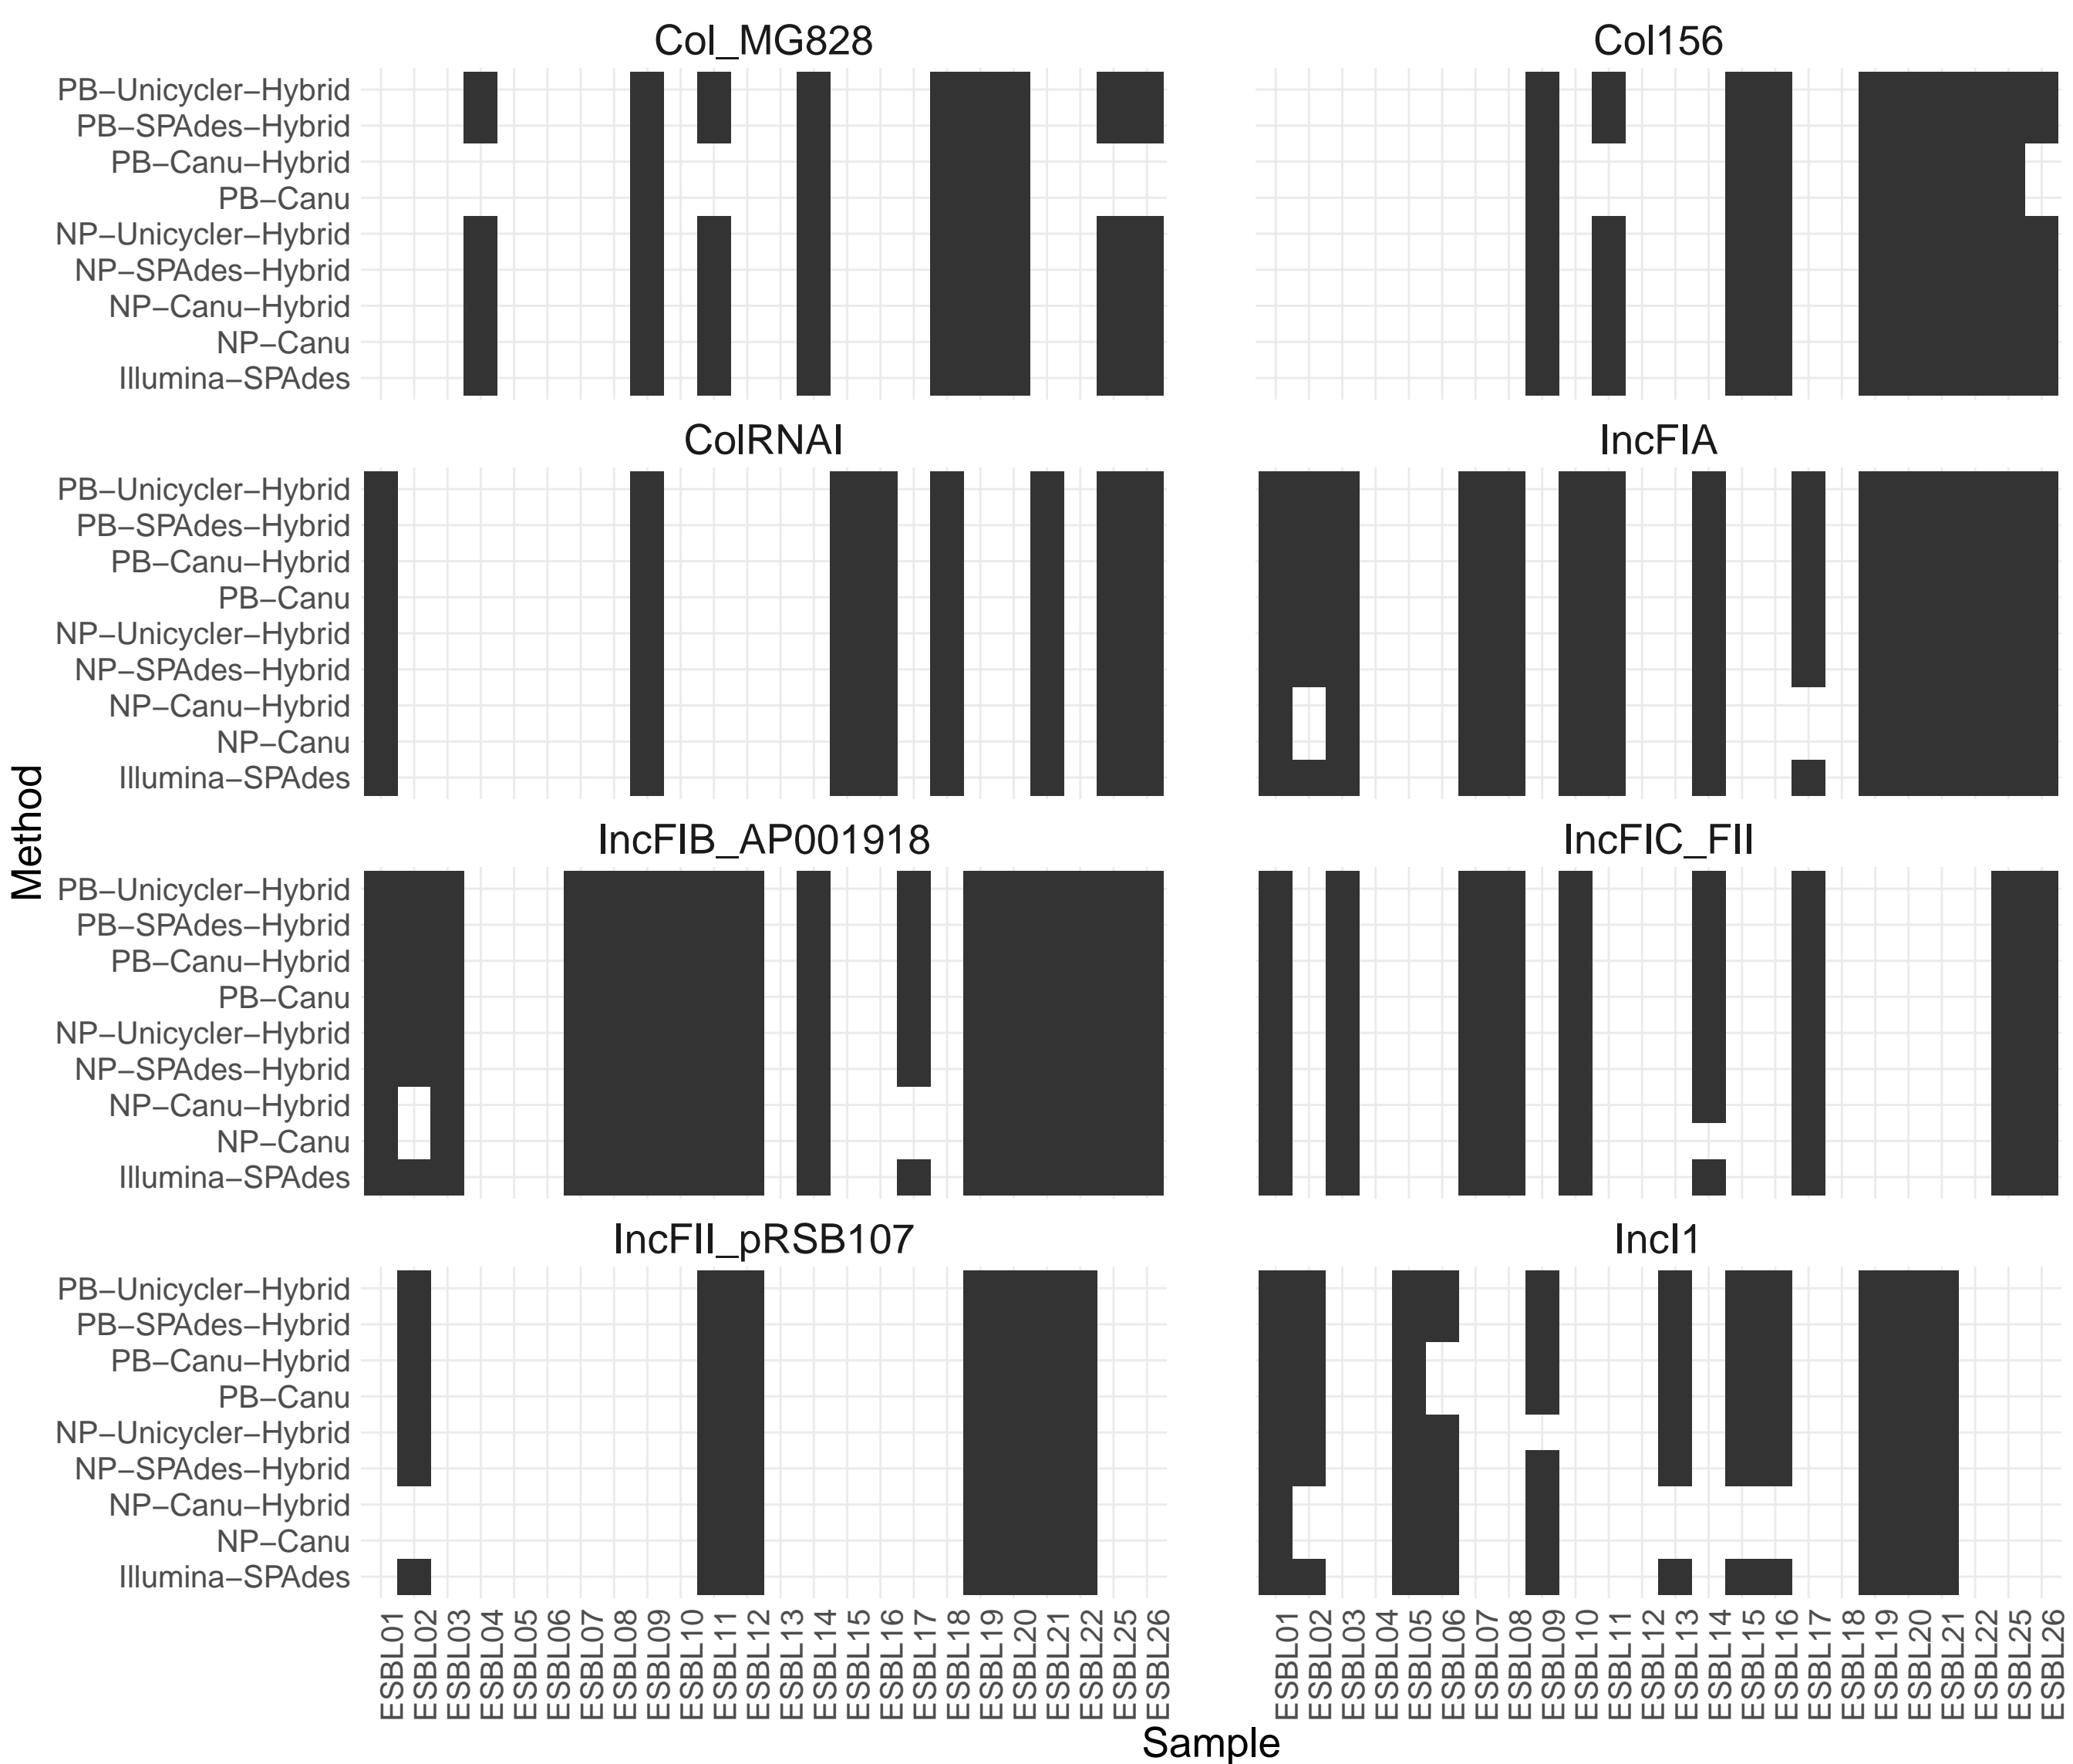 Col_MG828
Col156
PB−Unicycler−Hybrid
PB−SPAdes−Hybrid
PB−Canu−Hybrid
PB−Canu
NP−Unicycler−Hybrid
NP−SPAdes−Hybrid
NP−Canu−Hybrid
NP−Canu
Illumina−SPAdes
ColRNAI
IncFIA
PB−Unicycler−Hybrid
PB−SPAdes−Hybrid
PB−Canu−Hybrid
PB−Canu
NP−Unicycler−Hybrid
NP−SPAdes−Hybrid
NP−Canu−Hybrid
NP−Canu
Illumina−SPAdes
Method
IncFIB_AP001918
IncFIC_FII
PB−Unicycler−Hybrid
PB−SPAdes−Hybrid
PB−Canu−Hybrid
PB−Canu
NP−Unicycler−Hybrid
NP−SPAdes−Hybrid
NP−Canu−Hybrid
NP−Canu
Illumina−SPAdes
IncFII_pRSB107
IncI1
PB−Unicycler−Hybrid
PB−SPAdes−Hybrid
PB−Canu−Hybrid
PB−Canu
NP−Unicycler−Hybrid
NP−SPAdes−Hybrid
NP−Canu−Hybrid
NP−Canu
Illumina−SPAdes
ESBL01
ESBL02
ESBL03
ESBL04
ESBL05
ESBL06
ESBL07
ESBL08
ESBL09
ESBL10
ESBL11
ESBL12
ESBL13
ESBL14
ESBL15
ESBL16
ESBL17
ESBL18
ESBL19
ESBL20
ESBL21
ESBL22
ESBL25
ESBL26
ESBL01
ESBL02
ESBL03
ESBL04
ESBL05
ESBL06
ESBL07
ESBL08
ESBL09
ESBL10
ESBL11
ESBL12
ESBL13
ESBL14
ESBL15
ESBL16
ESBL17
ESBL18
ESBL19
ESBL20
ESBL21
ESBL22
ESBL25
ESBL26
Sample